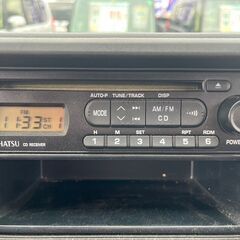 AUTO-P TUNE/TRACK DISP
MODE AM/FM CD
FM
1:33 ST
H M S RPT RDM
1 2 3 4 5 6
POWE
HATSU CD RECEIVER